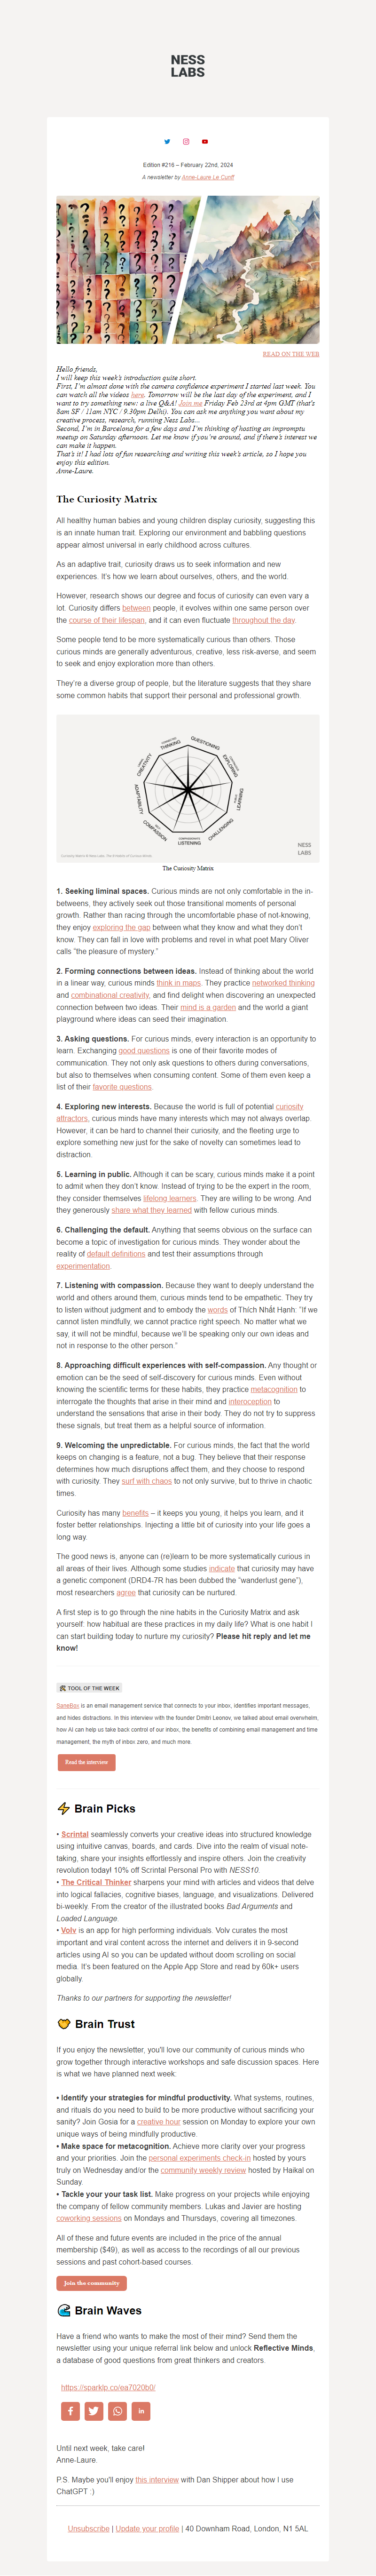 NESS
LABS
Edition #216 – February 22nd, 2024
A newsletter by Anne-Laure Le Cunff
READ ON THE WEB
Hello friends,
I will keep this week's introduction quite short.
First, I'm almost done with the camera confidence experiment I started last week. You
can watch all the videos here. Tomorrow will be the last day of the experiment, and I
want to try something new: a live Q&A! Join me Friday Feb 23rd at 4pm GMT (that's
8am SF / 11am NYC / 9.30pm Delhi). You can ask me anything you want about my
creative process, research, running Ness Labs...
Second, I'm in Barcelona for a few days and I'm thinking of hosting an impromptu
meetup on Saturday afternoon. Let me know if you're around, and if there's interest we
can make it happen.
That's it! I had lots of fun researching and writing this week's article, so I hope you
enjoy this edition.
Anne-Laure.
The Curiosity Matrix
All healthy human babies and young children display curiosity, suggesting this
is an innate human trait. Exploring our environment and babbling questions
appear almost universal in early childhood across cultures.
As an adaptive trait, curiosity draws us to seek information and new
experiences. It's how we learn about ourselves, others, and the world.
However, research shows our degree and focus of curiosity can even vary a
lot. Curiosity differs between people, it evolves within one same person over
the course of their lifespan, and it can even fluctuate throughout the day.
Some people tend to be more systematically curious than others. Those
curious minds are generally adventurous, creative, less risk-averse, and seem
to seek and enjoy exploration more than others.
They're a diverse group of people, but the literature suggests that they share
some common habits that support their personal and professional growth.
QUESTIONING
EXPLORING
LEARNING
CHALLENGING
LISTENING
COMPASSION
ADAPTABILITY
CREATIVITY
THINKING
NESS
LABS
The Curiosity Matrix
1. Seeking liminal spaces. Curious minds are not only comfortable in the in-
betweens, they actively seek out those transitional moments of personal
growth. Rather than racing through the uncomfortable phase of not-knowing,
they enjoy exploring the gap between what they know and what they don't
know. They can fall in love with problems and revel in what poet Mary Oliver
calls “the pleasure of mystery.”
2. Forming connections between ideas. Instead of thinking about the world
in a linear way, curious minds think in maps. They practice networked thinking
and combinational creativity, and find delight when discovering an unexpected
connection between two ideas. Their mind is a garden and the world a giant
playground where ideas can seed their imagination.
3. Asking questions. For curious minds, every interaction is an opportunity to
learn. Exchanging good questions is one of their favorite modes of
communication. They not only ask questions to others during conversations,
but also to themselves when consuming content. Some of them even keep a
list of their favorite questions.
4. Exploring new interests. Because the world is full of potential curiosity
attractors, curious minds have many interests which may not always overlap.
However, it can be hard to channel their curiosity, and the fleeting urge to
explore something new just for the sake of novelty can sometimes lead to
distraction.
5. Learning in public. Although it can be scary, curious minds make it a point
to admit when they don't know. Instead of trying to be the expert in the room,
they consider themselves lifelong learners. They are willing to be wrong. And
they generously share what they learned with fellow curious minds.
6. Challenging the default. Anything that seems obvious on the surface can
become a topic of investigation for curious minds. They wonder about the
reality of default definitions and test their assumptions through
experimentation.
7. Listening with compassion. Because they want to deeply understand the
world and others around them, curious minds tend to be empathetic. They try
to listen without judgment and to embody the words of Thích Nhất Hạnh: “If we
cannot listen mindfully, we cannot practice right speech. No matter what we
say, it will not be mindful, because we'll be speaking only our own ideas and
not in response to the other person.”
8. Approaching difficult experiences with self-compassion. Any thought or
emotion can be the seed of self-discovery for curious minds. Even without
knowing the scientific terms for these habits, they practice metacognition to
interrogate the thoughts that arise in their mind and interoception to
understand the sensations that arise in their body. They do not try to suppress
these signals, but treat them as a helpful source of information.
9. Welcoming the unpredictable. For curious minds, the fact that the world
keeps on changing is a feature, not a bug. They believe that their response
determines how much disruptions affect them, and they choose to respond
with curiosity. They surf with chaos to not only survive, but to thrive in chaotic
times.
Curiosity has many benefits – it keeps you young, it helps you learn, and it
foster better relationships. Injecting a little bit of curiosity into your life goes a
long way.
The good news is, anyone can (re)learn to be more systematically curious in
all areas of their lives. Although some studies indicate that curiosity may have
a genetic component (DRD4-7R has been dubbed the “wanderlust gene”),
most researchers agree that curiosity can be nurtured.
A first step is to go through the nine habits in the Curiosity Matrix and ask
yourself: how habitual are these practices in my daily life? What is one habit I
can start building today to nurture my curiosity? Please hit reply and let me
know!
🛠 TOOL OF THE WEEK
SaneBox is an email management service that connects to your inbox, identifies important messages,
and hides distractions. In this interview with the founder Dmitri Leonov, we talked about email overwhelm,
how AI can help us take back control of our inbox, the benefits of combining email management and time
management, the myth of inbox zero, and much more.
Read the interview
⚡ Brain Picks
• Scrintal seamlessly converts your creative ideas into structured knowledge
using intuitive canvas, boards, and cards. Dive into the realm of visual note-
taking, share your insights effortlessly and inspire others. Join the creativity
revolution today! 10% off Scrintal Personal Pro with NESS10.
• The Critical Thinker sharpens your mind with articles and videos that delve
into logical fallacies, cognitive biases, language, and visualizations. Delivered
bi-weekly. From the creator of the illustrated books Bad Arguments and
Loaded Language.
• Volv is an app for high performing individuals. Volv curates the most
important and viral content across the internet and delivers it in 9-second
articles using AI so you can be updated without doom scrolling on social
media. It's been featured on the Apple App Store and read by 60k+ users
globally.
Thanks to our partners for supporting the newsletter!
Brain Trust
If you enjoy the newsletter, you'll love our community of curious minds who
grow together through interactive workshops and safe discussion spaces. Here
is what we have planned next week:
• Identify your strategies for mindful productivity. What systems, routines,
and rituals do you need to build to be more productive without sacrificing your
sanity? Join Gosia for a creative hour session on Monday to explore your own
unique ways of being mindfully productive.
• Make space for metacognition. Achieve more clarity over your progress
and your priorities. Join the personal experiments check-in hosted by yours
truly on Wednesday and/or the community weekly review hosted by Haikal on
Sunday.
• Tackle your your task list. Make progress on your projects while enjoying
the company of fellow community members. Lukas and Javier are hosting
coworking sessions on Mondays and Thursdays, covering all timezones.
All of these and future events are included in the price of the annual
membership ($49), as well as access to the recordings of all our previous
sessions and past cohort-based courses.
Join the community
🌊 Brain Waves
Have a friend who wants to make the most of their mind? Send them the
newsletter using your unique referral link below and unlock Reflective Minds,
a database of good questions from great thinkers and creators.
https://sparklp.co/ea7020b0/
Until next week, take care!
Anne-Laure.
P.S. Maybe you'll enjoy this interview with Dan Shipper about how I use
ChatGPT :)
Unsubscribe | Update your profile | 40 Downham Road, London, N1 5AL